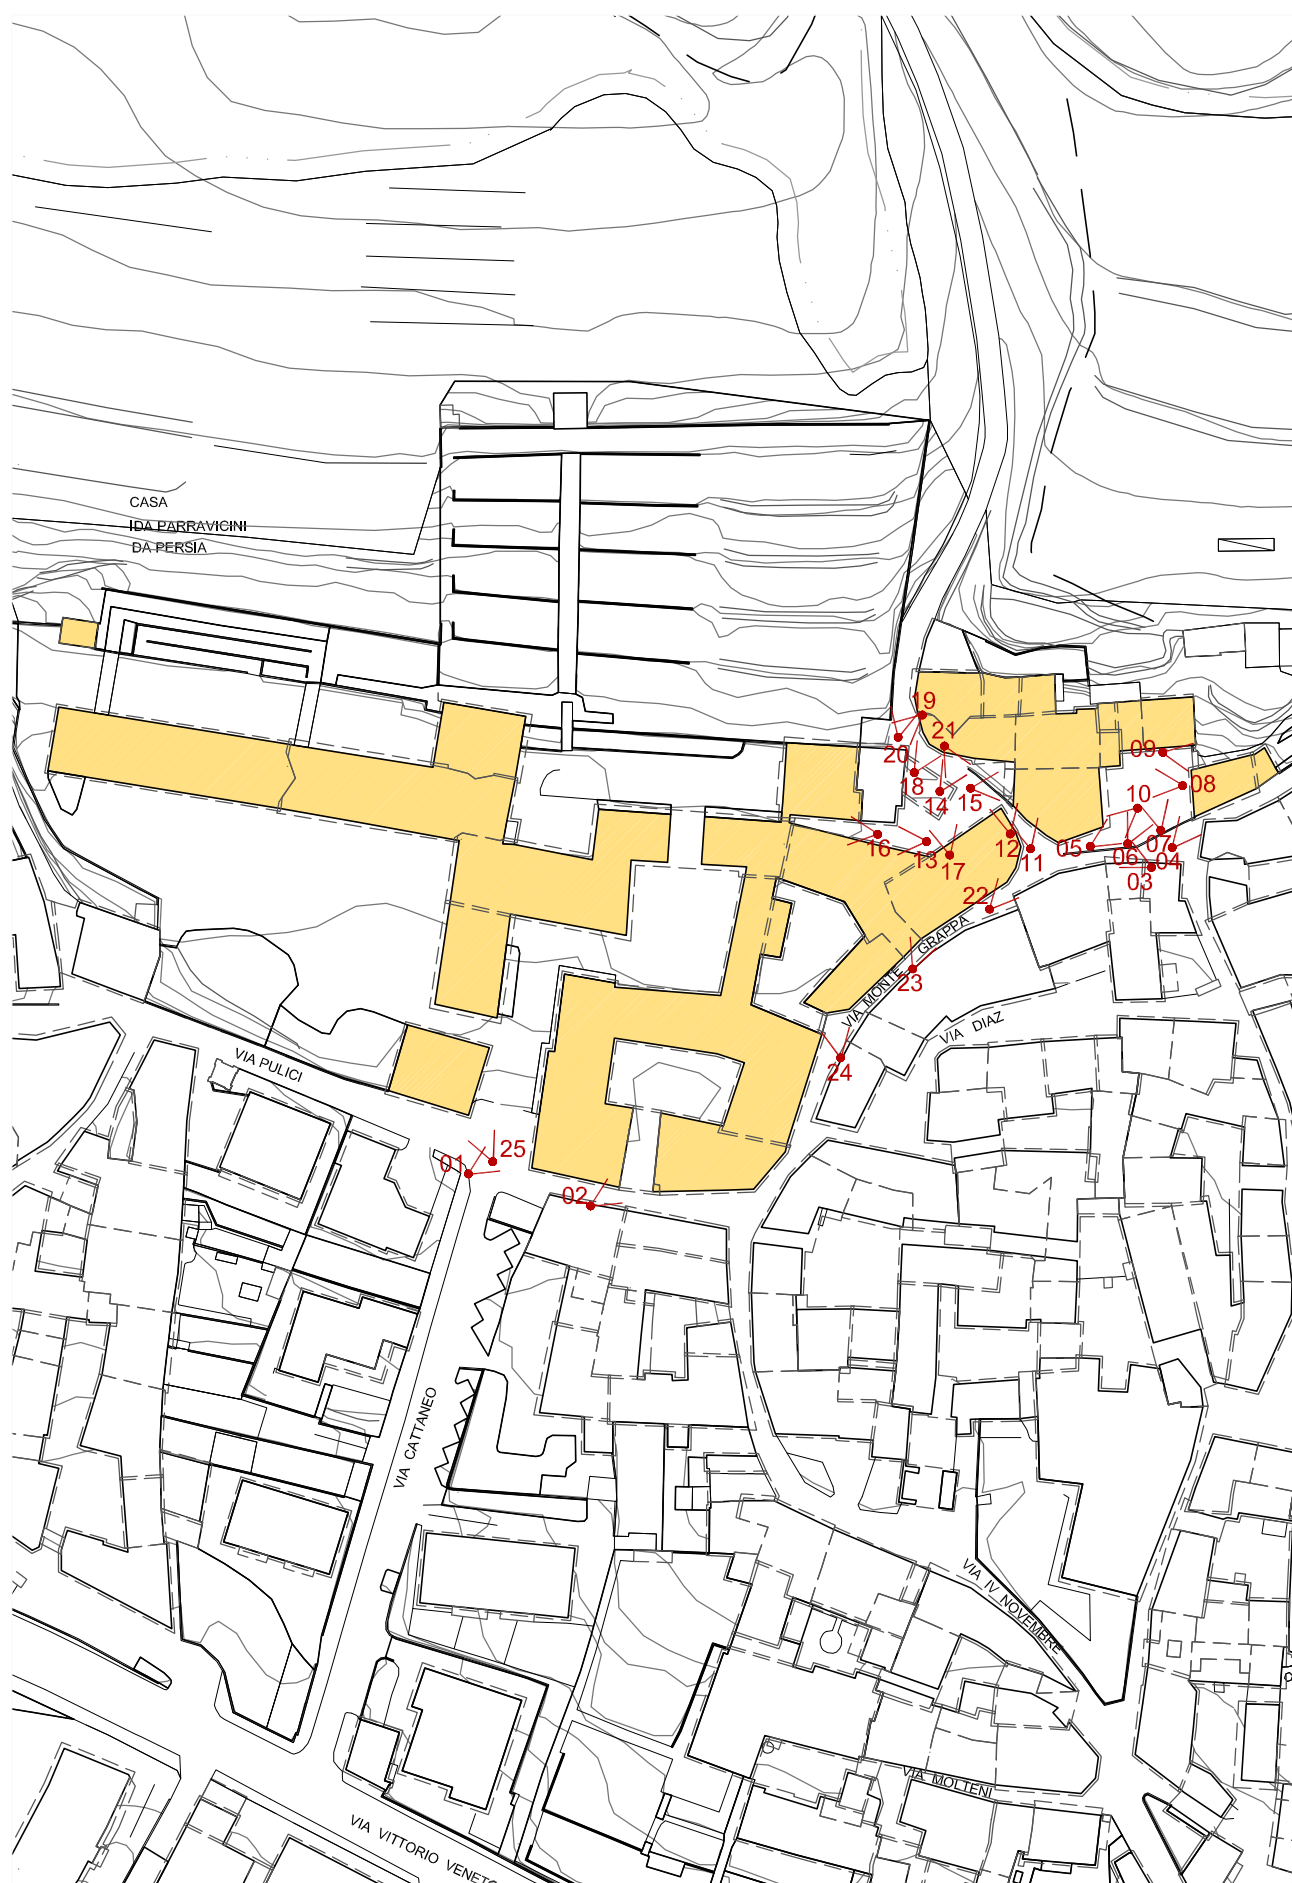 CASA
IDA PARRAVICINI
DA PERSIA
19
21
20
09
18
08
14
15
10
16
13
17
12
11
05
06
07
04
03
22
VIA MONTE GRAPPA
23
VIA DIAZ
24
VIA PULICI
01
25
02
VIA CATTANEO
VIA IV NOVEMBRE
VIA MOLTENI
VIA VITTORIO VENETO